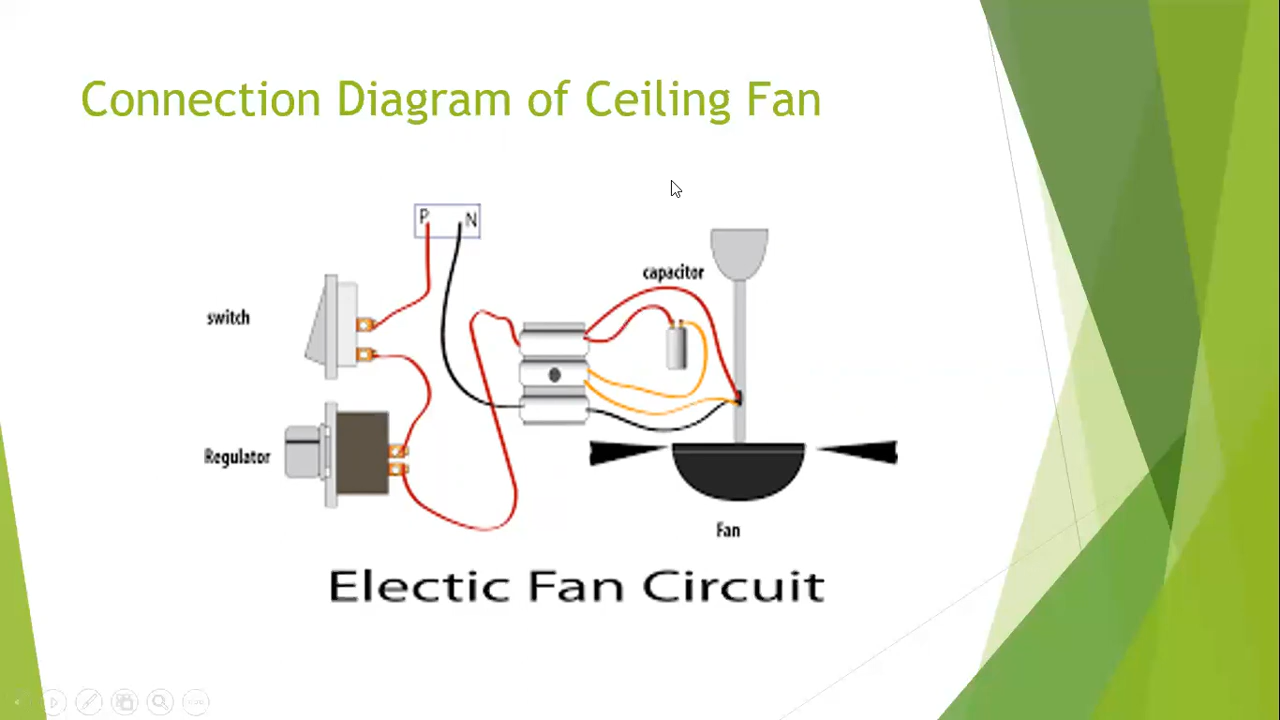 Connection Diagram of Ceiling Fan
P N
capacitor
switch
Regulator
Fan
Electic Fan Circuit